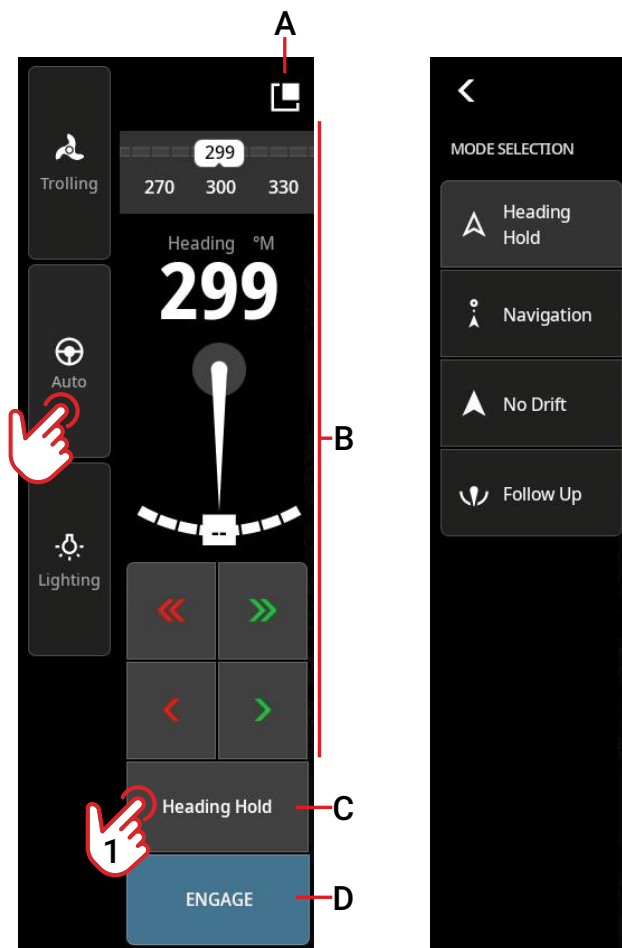 A
Trolling
299
270 300 330
Heading °M
299
Auto
B
--
Lighting
Heading Hold
C
1
ENGAGE
D
MODE SELECTION
Heading
Hold
Navigation
No Drift
Follow Up